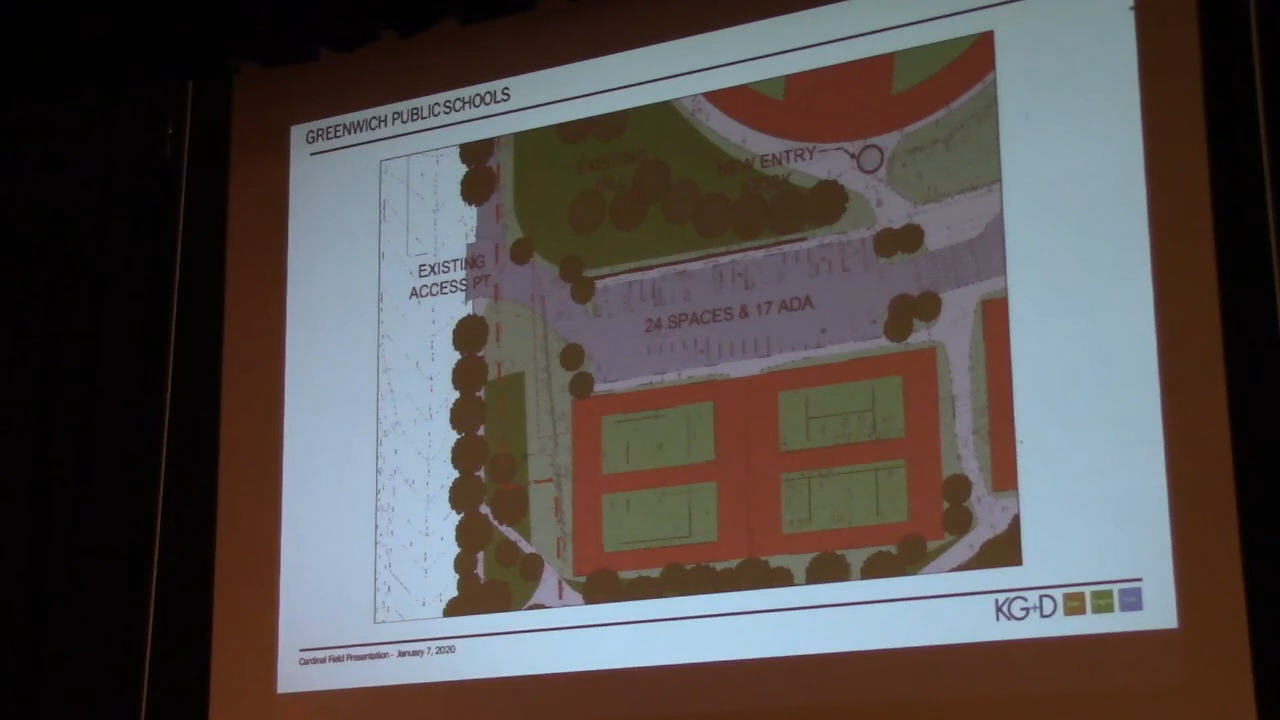 GREENWICH PUBLIC SCHOOLS
EXISTING
NEW ENTRY
EXISTING
ACCESS PT.
24 SPACES & 17 ADA
KG+D
Cardinal Field Presentation - January 7, 2020